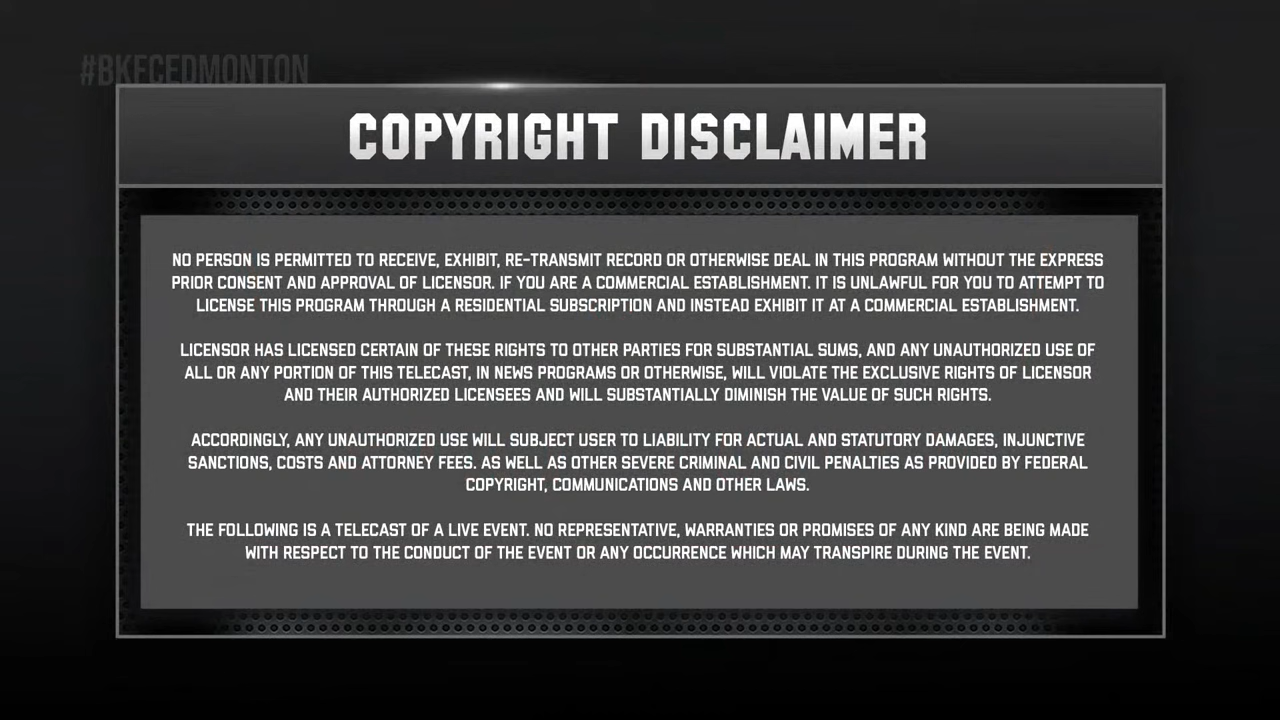 #BKFCEDMONTON
COPYRIGHT DISCLAIMER
NO PERSON IS PERMITTED TO RECEIVE, EXHIBIT, RE-TRANSMIT RECORD OR OTHERWISE DEAL IN THIS PROGRAM WITHOUT THE EXPRESS
PRIOR CONSENT AND APPROVAL OF LICENSOR. IF YOU ARE A COMMERCIAL ESTABLISHMENT. IT IS UNLAWFUL FOR YOU TO ATTEMPT TO
LICENSE THIS PROGRAM THROUGH A RESIDENTIAL SUBSCRIPTION AND INSTEAD EXHIBIT IT AT A COMMERCIAL ESTABLISHMENT.
LICENSOR HAS LICENSED CERTAIN OF THESE RIGHTS TO OTHER PARTIES FOR SUBSTANTIAL SUMS, AND ANY UNAUTHORIZED USE OF
ALL OR ANY PORTION OF THIS TELECAST, IN NEWS PROGRAMS OR OTHERWISE, WILL VIOLATE THE EXCLUSIVE RIGHTS OF LICENSOR
AND THEIR AUTHORIZED LICENSEES AND WILL SUBSTANTIALLY DIMINISH THE VALUE OF SUCH RIGHTS.
ACCORDINGLY, ANY UNAUTHORIZED USE WILL SUBJECT USER TO LIABILITY FOR ACTUAL AND STATUTORY DAMAGES, INJUNCTIVE
SANCTIONS, COSTS AND ATTORNEY FEES. AS WELL AS OTHER SEVERE CRIMINAL AND CIVIL PENALTIES AS PROVIDED BY FEDERAL
COPYRIGHT, COMMUNICATIONS AND OTHER LAWS.
THE FOLLOWING IS A TELECAST OF A LIVE EVENT. NO REPRESENTATIVE, WARRANTIES OR PROMISES OF ANY KIND ARE BEING MADE
WITH RESPECT TO THE CONDUCT OF THE EVENT OR ANY OCCURRENCE WHICH MAY TRANSPIRE DURING THE EVENT.